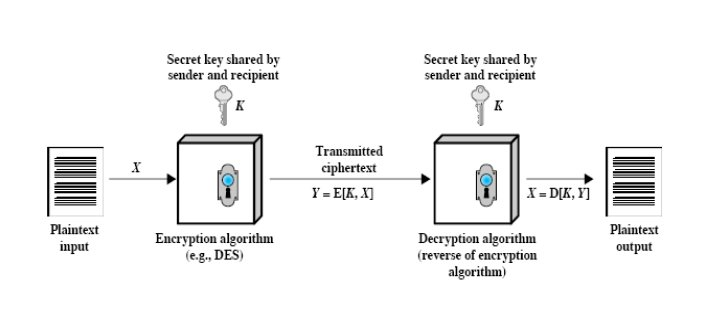 Secret key shared by
sender and recipient
K
Secret key shared by
sender and recipient
K
X
Transmitted
ciphertext
Y = E[K, X]
X = D[K, Y]
Plaintext
input
Encryption algorithm
(e.g., DES)
Decryption algorithm
(reverse of encryption
algorithm)
Plaintext
output